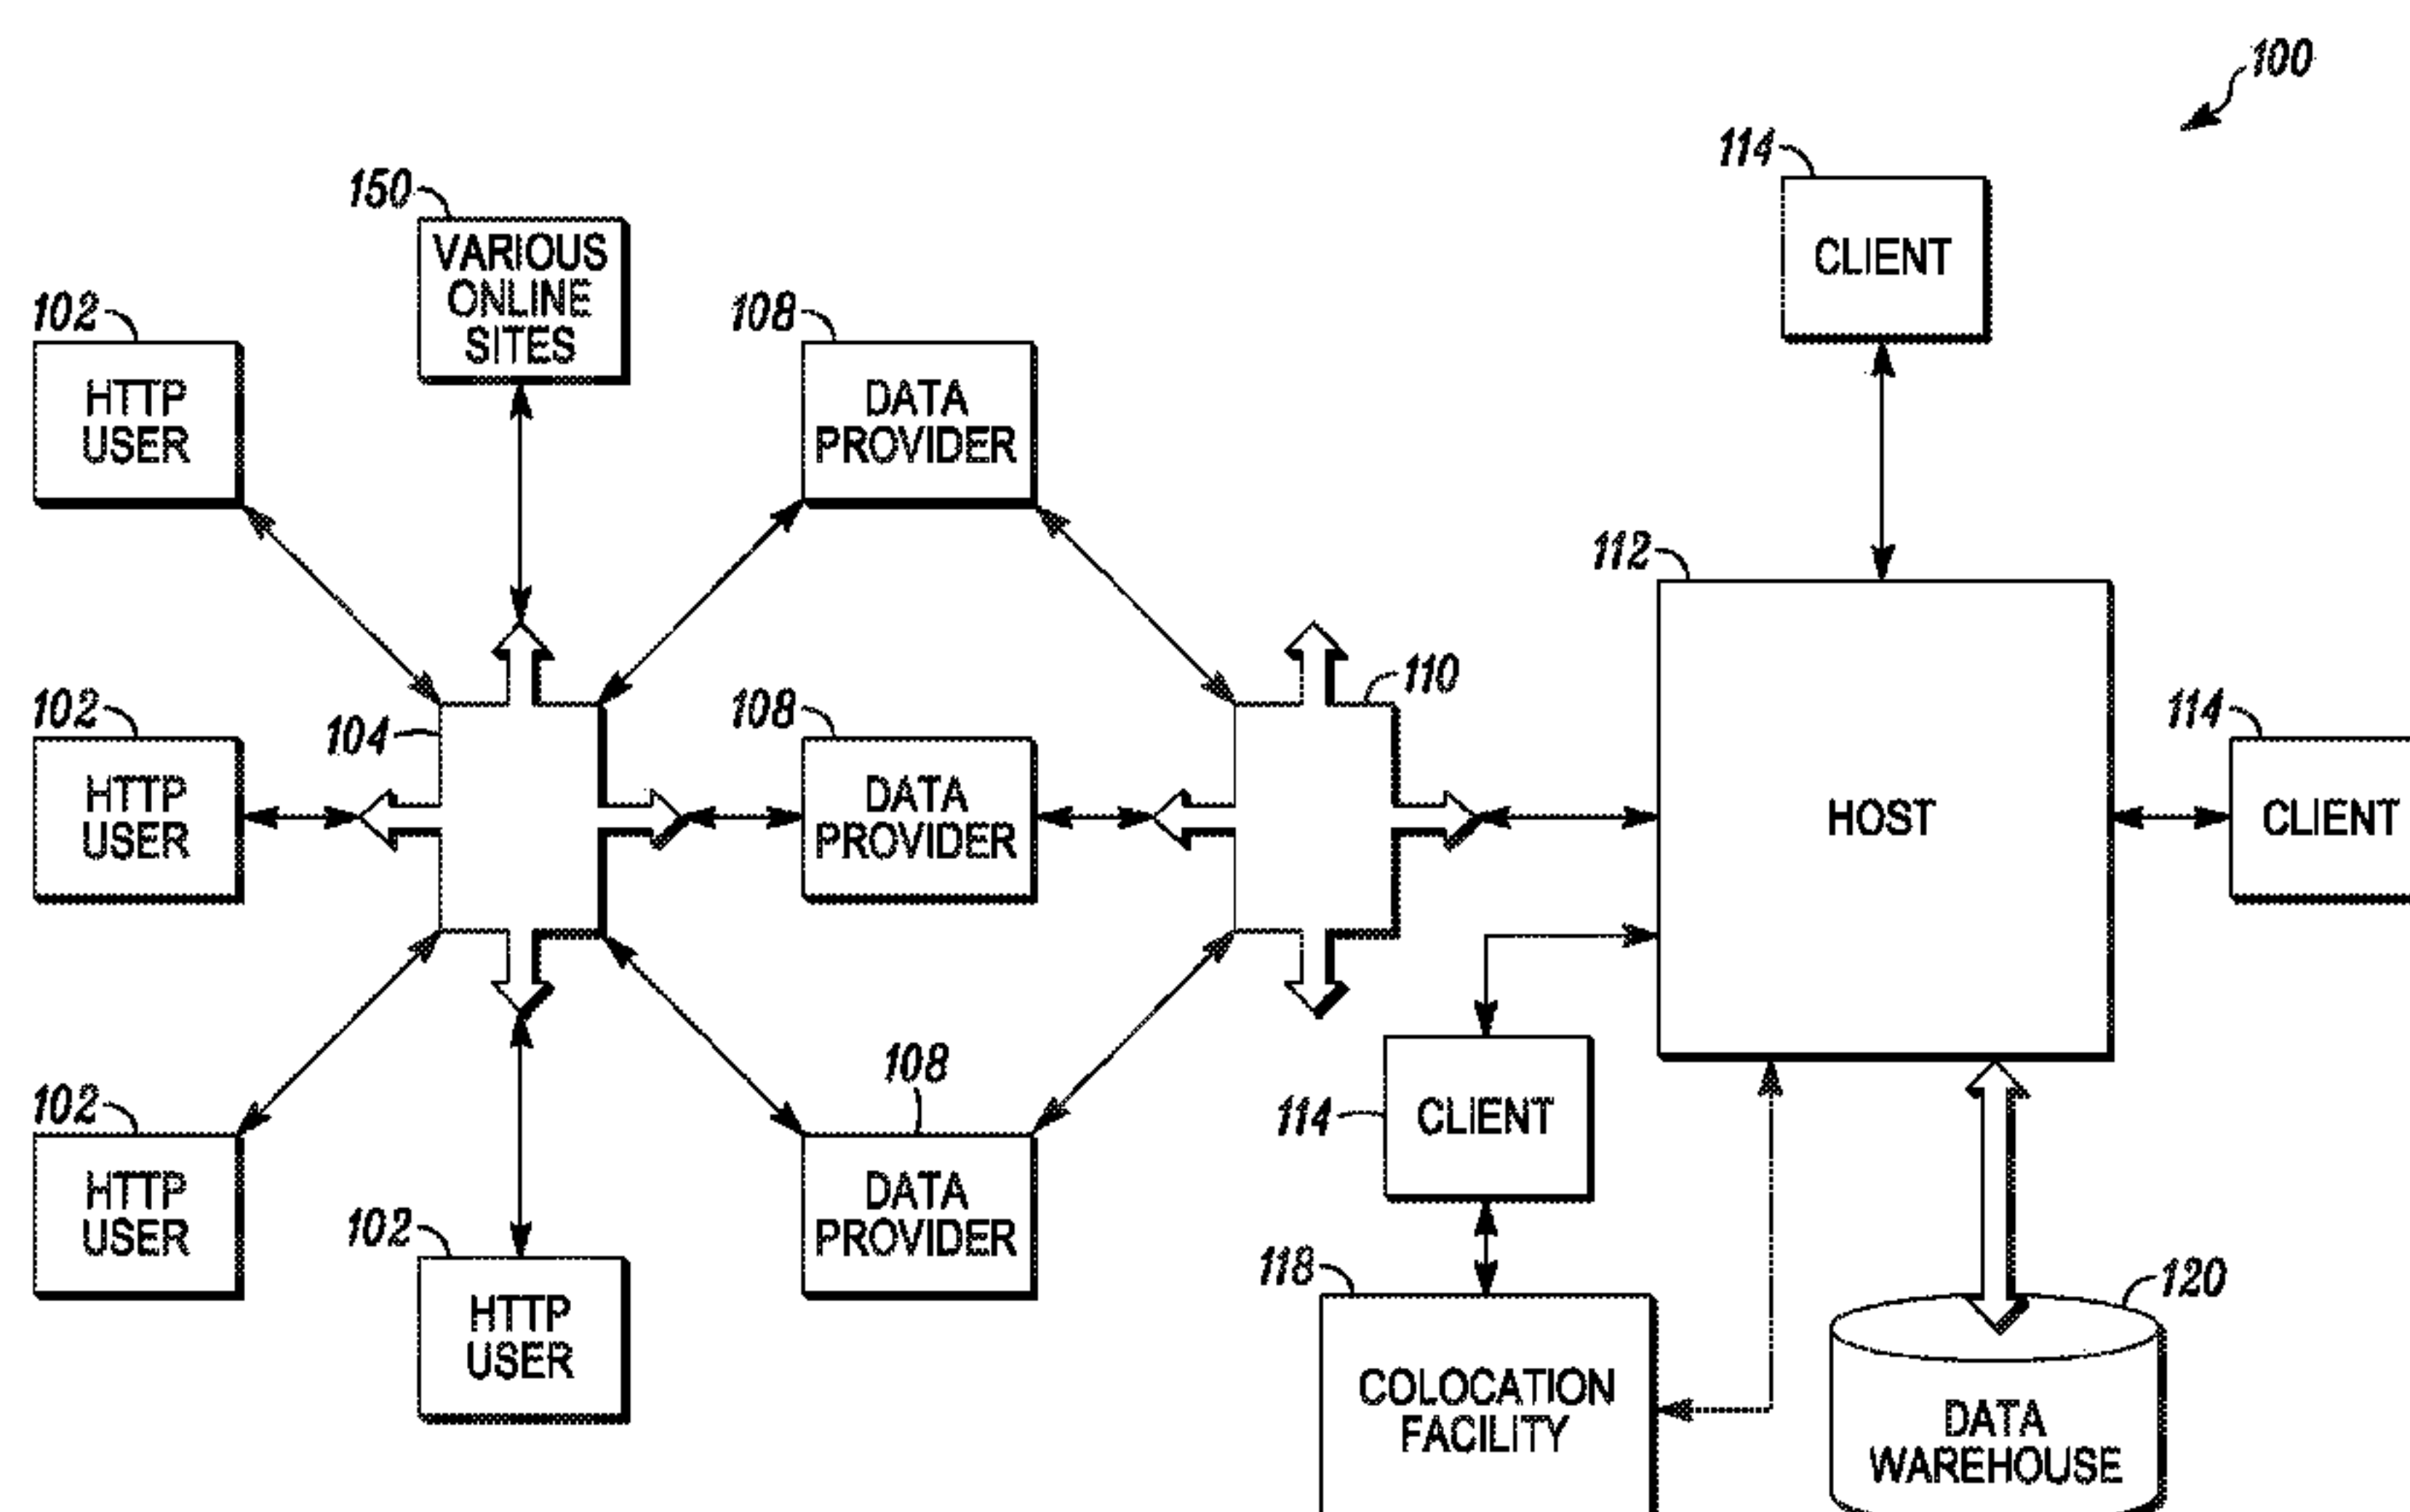 100
114
CLIENT
150
VARIOUS
ONLINE
SITES
102
HTTP
USER
108
DATA
PROVIDER
112
HOST
110
102
HTTP
USER
104
108
DATA
PROVIDER
114
CLIENT
102
HTTP
USER
108
DATA
PROVIDER
114
CLIENT
102
HTTP
USER
118
COLOCATION
FACILITY
120
DATA
WAREHOUSE